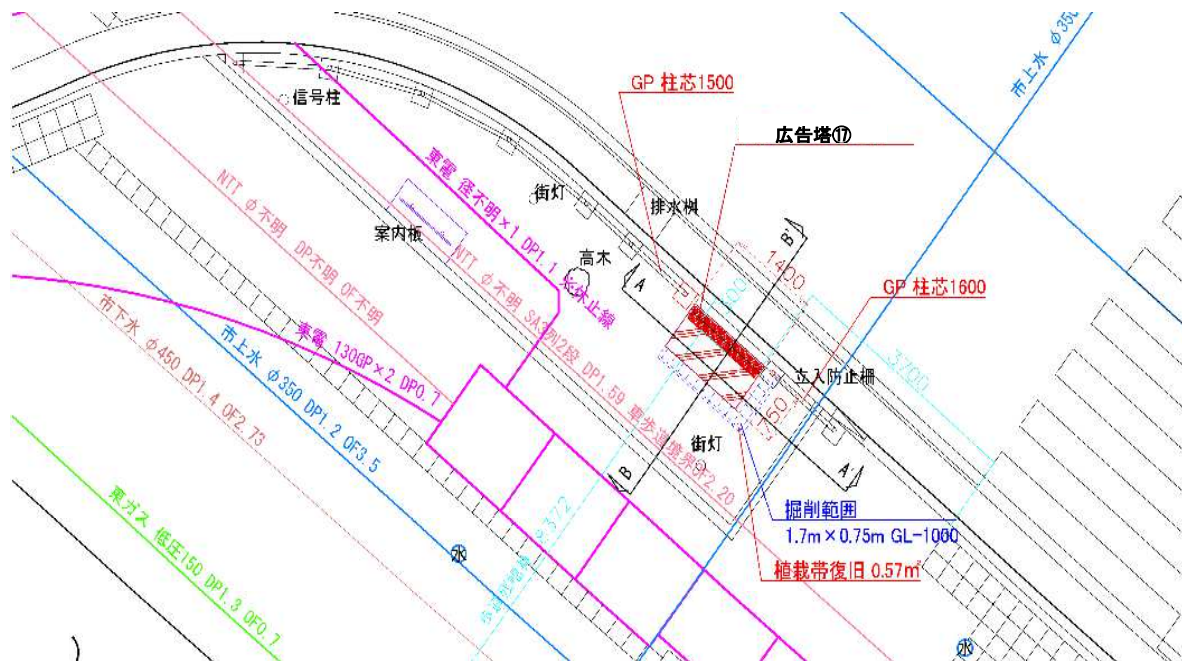 市上水 φ350
GP 柱芯1500
広告塔⑰
信号柱
東電 径不明×1 DP1.1 ※休止線
街灯
排水桝
NTT φ不明 DP不明 OF不明
案内板
高木
B'
1400
A
GP 柱芯1600
NTT φ不明 SA3列2段 DP1.59 車歩道境界OF2.20
3700
立入防止柵
市下水 φ450 DP1.4 OF2.73
東電 130GP×2 DP0.7
市上水 φ350 DP1.2 OF3.5
750
街灯
B
A'
東ガス 低圧150 DP1.3 OF0.7
9372
掘削範囲
1.7m×0.75m GL-1000
植栽帯復旧 0.57㎡
水
水